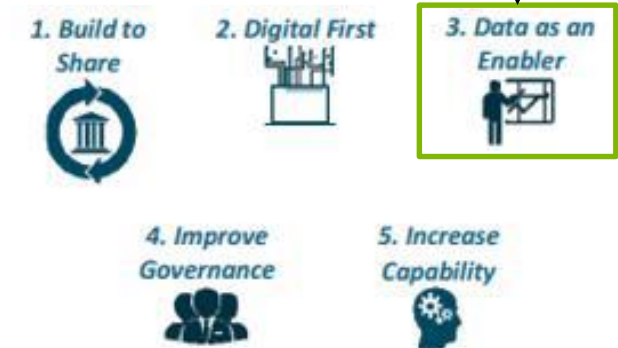 1. Build to
Share
2. Digital First
3. Data as an
Enabler
4. Improve
Governance
5. Increase
Capability